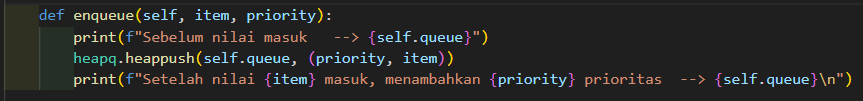 def enqueue(self, item, priority):
    print(f"Sebelum nilai masuk   --> {self.queue}")
    heapq.heappush(self.queue, (priority, item))
    print(f"Setelah nilai {item} masuk, menambahkan {priority} prioritas  --> {self.queue}\n")